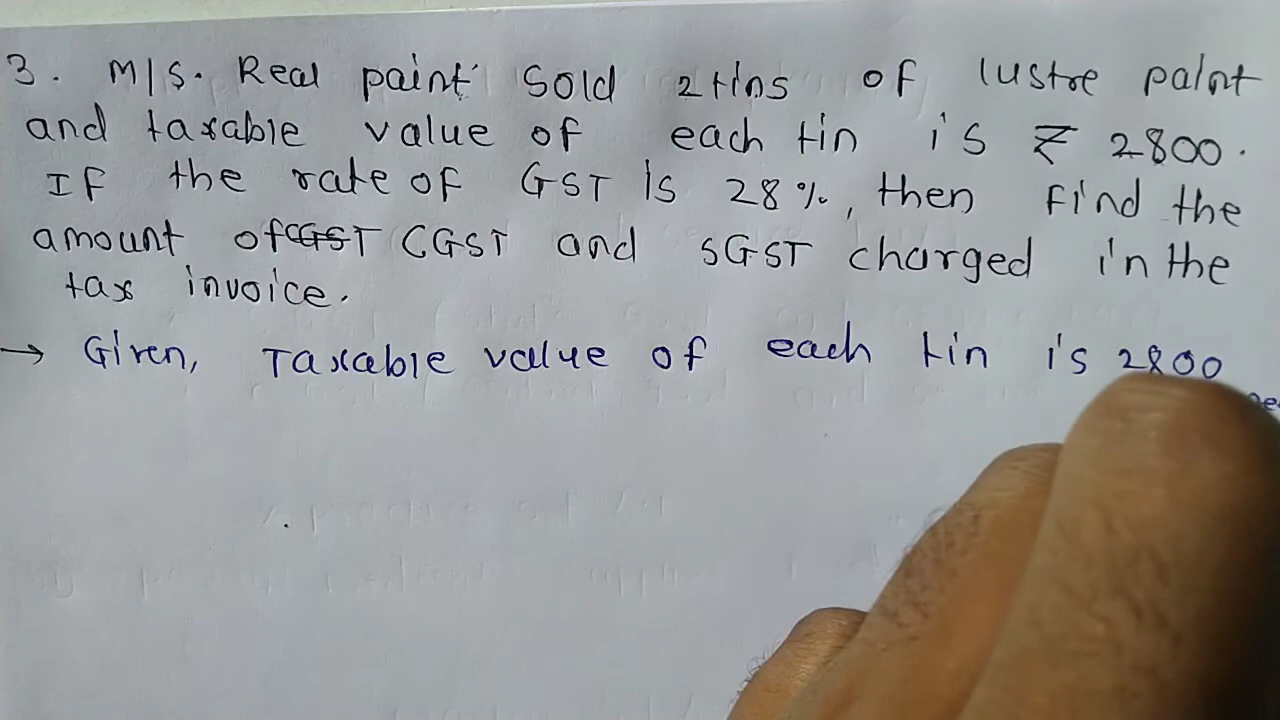 3. M/S. Real paint sold 2 tins of lustre paint
and taxable value of each tin is ₹ 2800.
If the rate of GST is 28%, then Find the
amount of CGST CGST and SGST charged in the
tax invoice.
→ Given, Taxable value of each tin is 2800